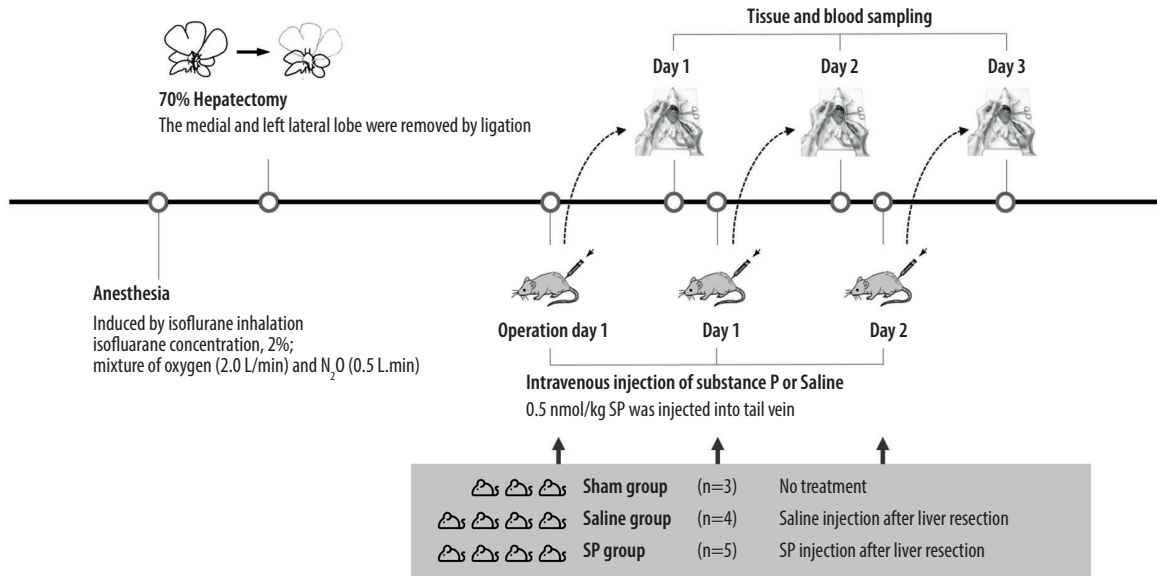 Tissue and blood sampling
Day 1
Day 2
Day 3
70% Hepatectomy
The medial and left lateral lobe were removed by ligation
Anesthesia
Induced by isoflurane inhalation
isofluarane concentration, 2%;
mixture of oxygen (2.0 L/min) and N₂O (0.5 L.min)
Operation day 1
Day 1
Day 2
Intravenous injection of substance P or Saline
0.5 nmol/kg SP was injected into tail vein
Sham group (n=3) No treatment
Saline group (n=4) Saline injection after liver resection
SP group (n=5) SP injection after liver resection